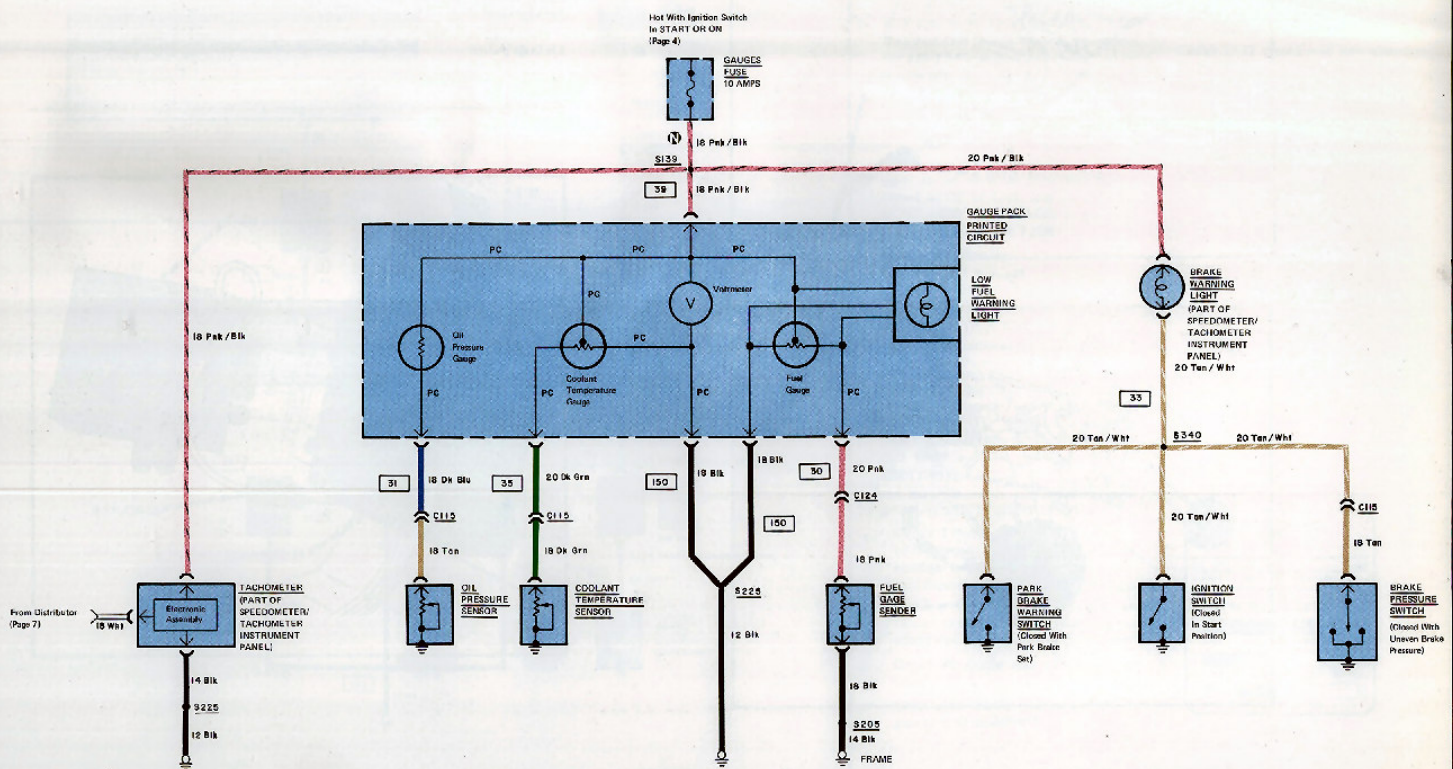 Hot With Ignition Switch
In START OR ON
(Page 4)
GAUGES
FUSE
10 AMPS
N
18 Pnk/Blk
S139
20 Pnk/Blk
39
18 Pnk/Blk
GAUGE PACK
PRINTED
CIRCUIT
PC
PC
PC
PC
LOW
FUEL
WARNING
LIGHT
V
Voltmeter
BRAKE
WARNING
LIGHT
(PART OF
SPEEDOMETER/
TACHOMETER
INSTRUMENT
PANEL)
18 Pnk/Blk
Oil
Pressure
Gauge
PC
Coolant
Temperature
Gauge
Fuel
Gauge
PC
PC
PC
PC
PC
20 Tan/Wht
33
20 Tan/Wht
S340
20 Tan/Wht
31
18 Dk Blu
35
20 Dk Grn
150
18 Blk
18 Blk
30
20 Pnk
C124
150
C115
C115
C115
20 Tan/Wht
18 Tan
18 Tan
18 Dk Grn
18 Pnk
From Distributor
(Page 7)
18 Wht
Electronic
Assembly
TACHOMETER
(PART OF
SPEEDOMETER/
TACHOMETER
INSTRUMENT
PANEL)
OIL
PRESSURE
SENSOR
COOLANT
TEMPERATURE
SENSOR
S225
12 Blk
FUEL
GAGE
SENDER
PARK
BRAKE
WARNING
SWITCH
(Closed With
Park Brake
Set)
IGNITION
SWITCH
(Closed
In Start
Position)
BRAKE
PRESSURE
SWITCH
(Closed With
Uneven Brake
Pressure)
14 Blk
S225
12 Blk
18 Blk
S205
14 Blk
FRAME